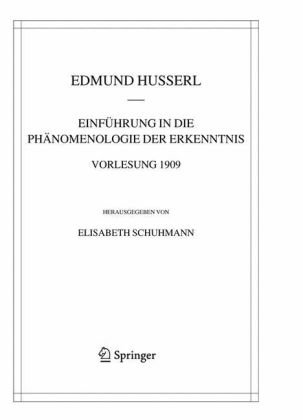 EDMUND HUSSERL
EINFÜHRUNG IN DIE
PHÄNOMENOLOGIE DER ERKENNTNIS
VORLESUNG 1909
HERAUSGEGEBEN VON
ELISABETH SCHUHMANN
Springer